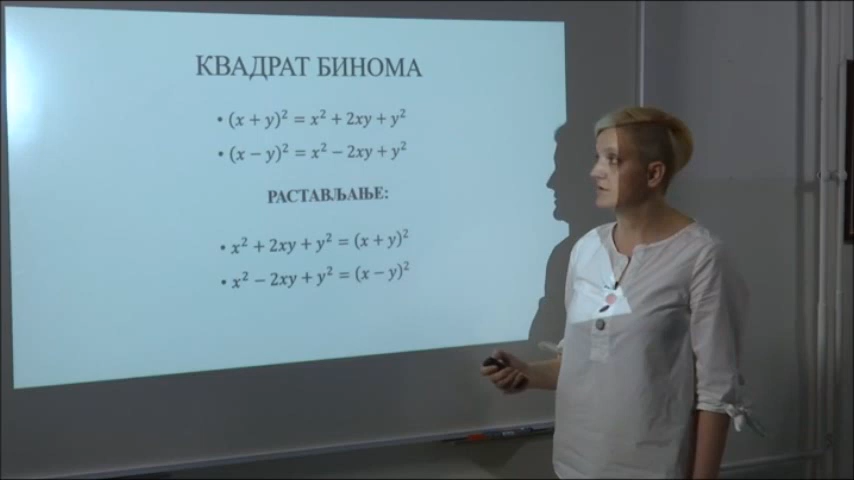 КВАДРАТ БИНОМА
• (x + y)² = x² + 2xy + y²
• (x − y)² = x² − 2xy + y²
РАСТАВЉАЊЕ:
• x² + 2xy + y² = (x + y)²
• x² − 2xy + y² = (x − y)²